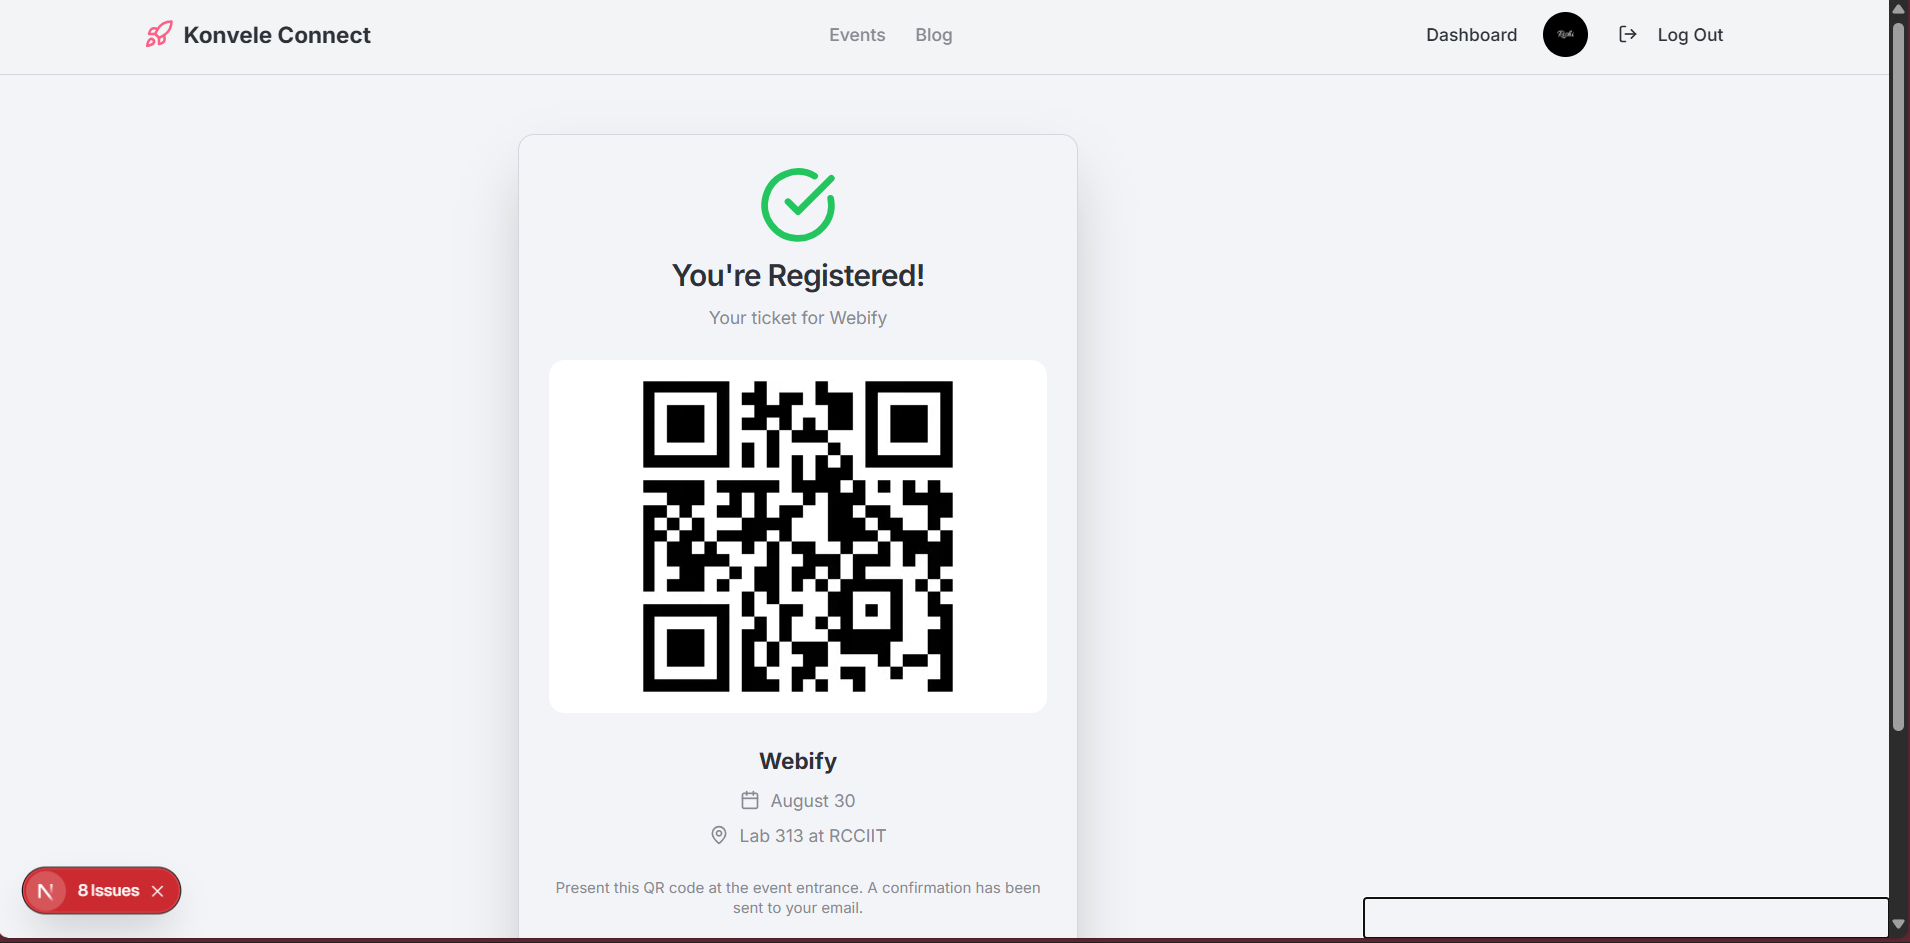 Konvele Connect
Events
Blog
Dashboard
Log Out
You're Registered!
Your ticket for Webify
Webify
August 30
Lab 313 at RCCIIT
Present this QR code at the event entrance. A confirmation has been
sent to your email.
N
8 Issues